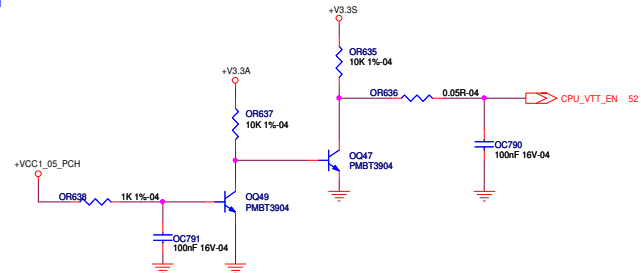 +V3.3S
OR635
10K 1%-04
+V3.3A
OR636
0.05R-04
CPU_VTT_EN 52
OR637
10K 1%-04
OQ47
PMBT3904
OC790
100nF 16V-04
+VCC1_05_PCH
OR638
1K 1%-04
OQ49
PMBT3904
OC791
100nF 16V-04